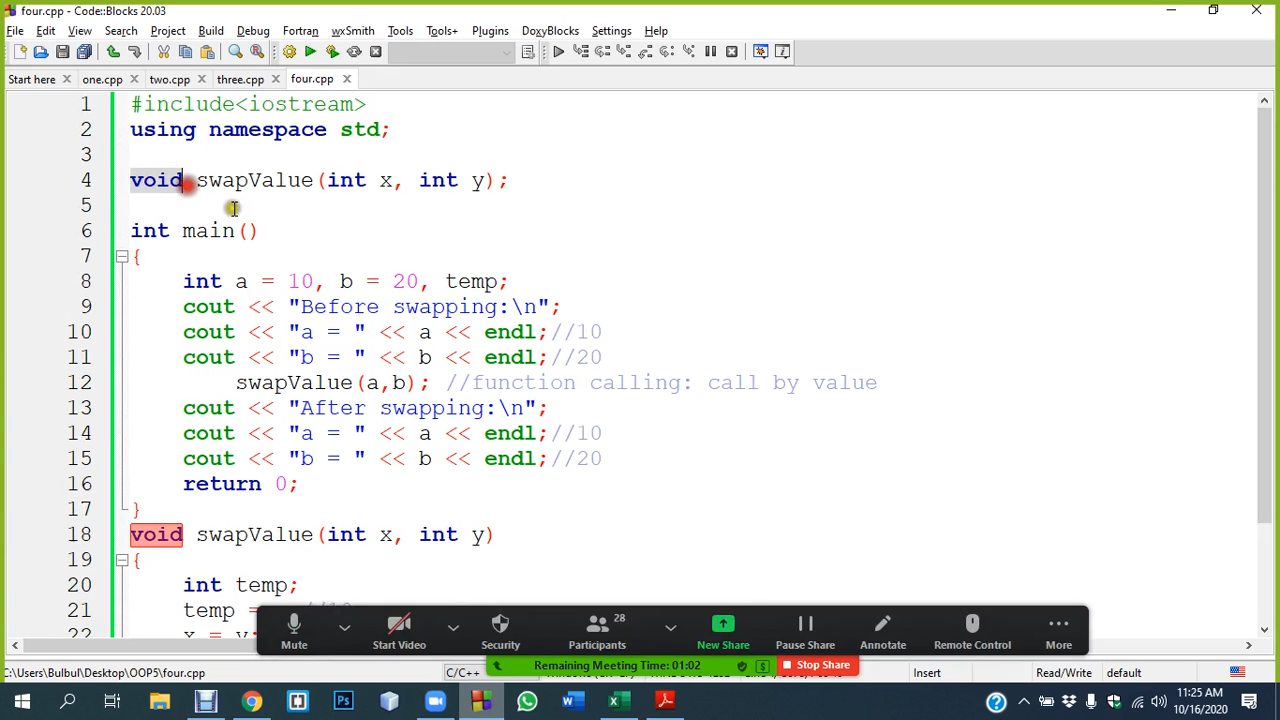 four.cpp - Code::Blocks 20.03
File Edit View Search Project Build Debug Fortran wxSmith Tools Tools+ Plugins DoxyBlocks Settings Help
Start here one.cpp two.cpp three.cpp four.cpp
1 #include<iostream>
2 using namespace std;
3
4 void swapValue(int x, int y);
5
6 int main()
7 {
8 int a = 10, b = 20, temp;
9 cout << "Before swapping:\n";
10 cout << "a = " << a << endl;//10
11 cout << "b = " << b << endl;//20
12 swapValue(a,b); //function calling: call by value
13 cout << "After swapping:\n";
14 cout << "a = " << a << endl;//10
15 cout << "b = " << b << endl;//20
16 return 0;
17 }
18 void swapValue(int x, int y)
19 {
20 int temp;
21 temp =
22 x = y;
28
Mute Start Video Security Participants New Share Pause Share Annotate Remote Control More
Remaining Meeting Time: 01:02 Stop Share
C:\Users\Bulbul\Desktop\OOP5\four.cpp C/C++ Insert Read/Write default
11:25 AM
10/16/2020